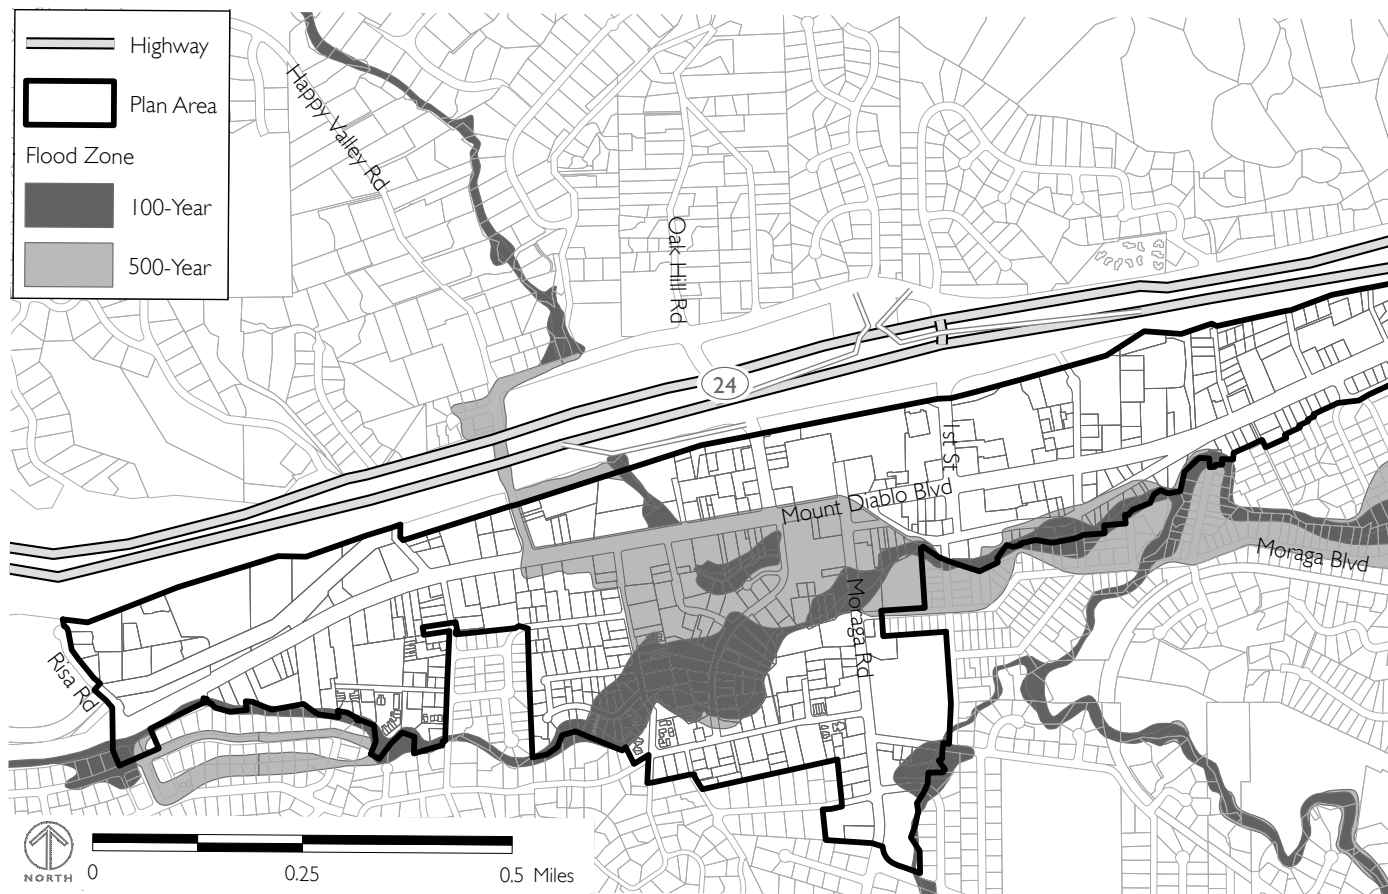 Highway
Plan Area
Flood Zone
100-Year
500-Year
Happy Valley Rd
Oak Hill Rd
24
1st St
Mount Diablo Blvd
Moraga Blvd
Moraga Rd
Risa Rd
NORTH
0
0.25
0.5 Miles